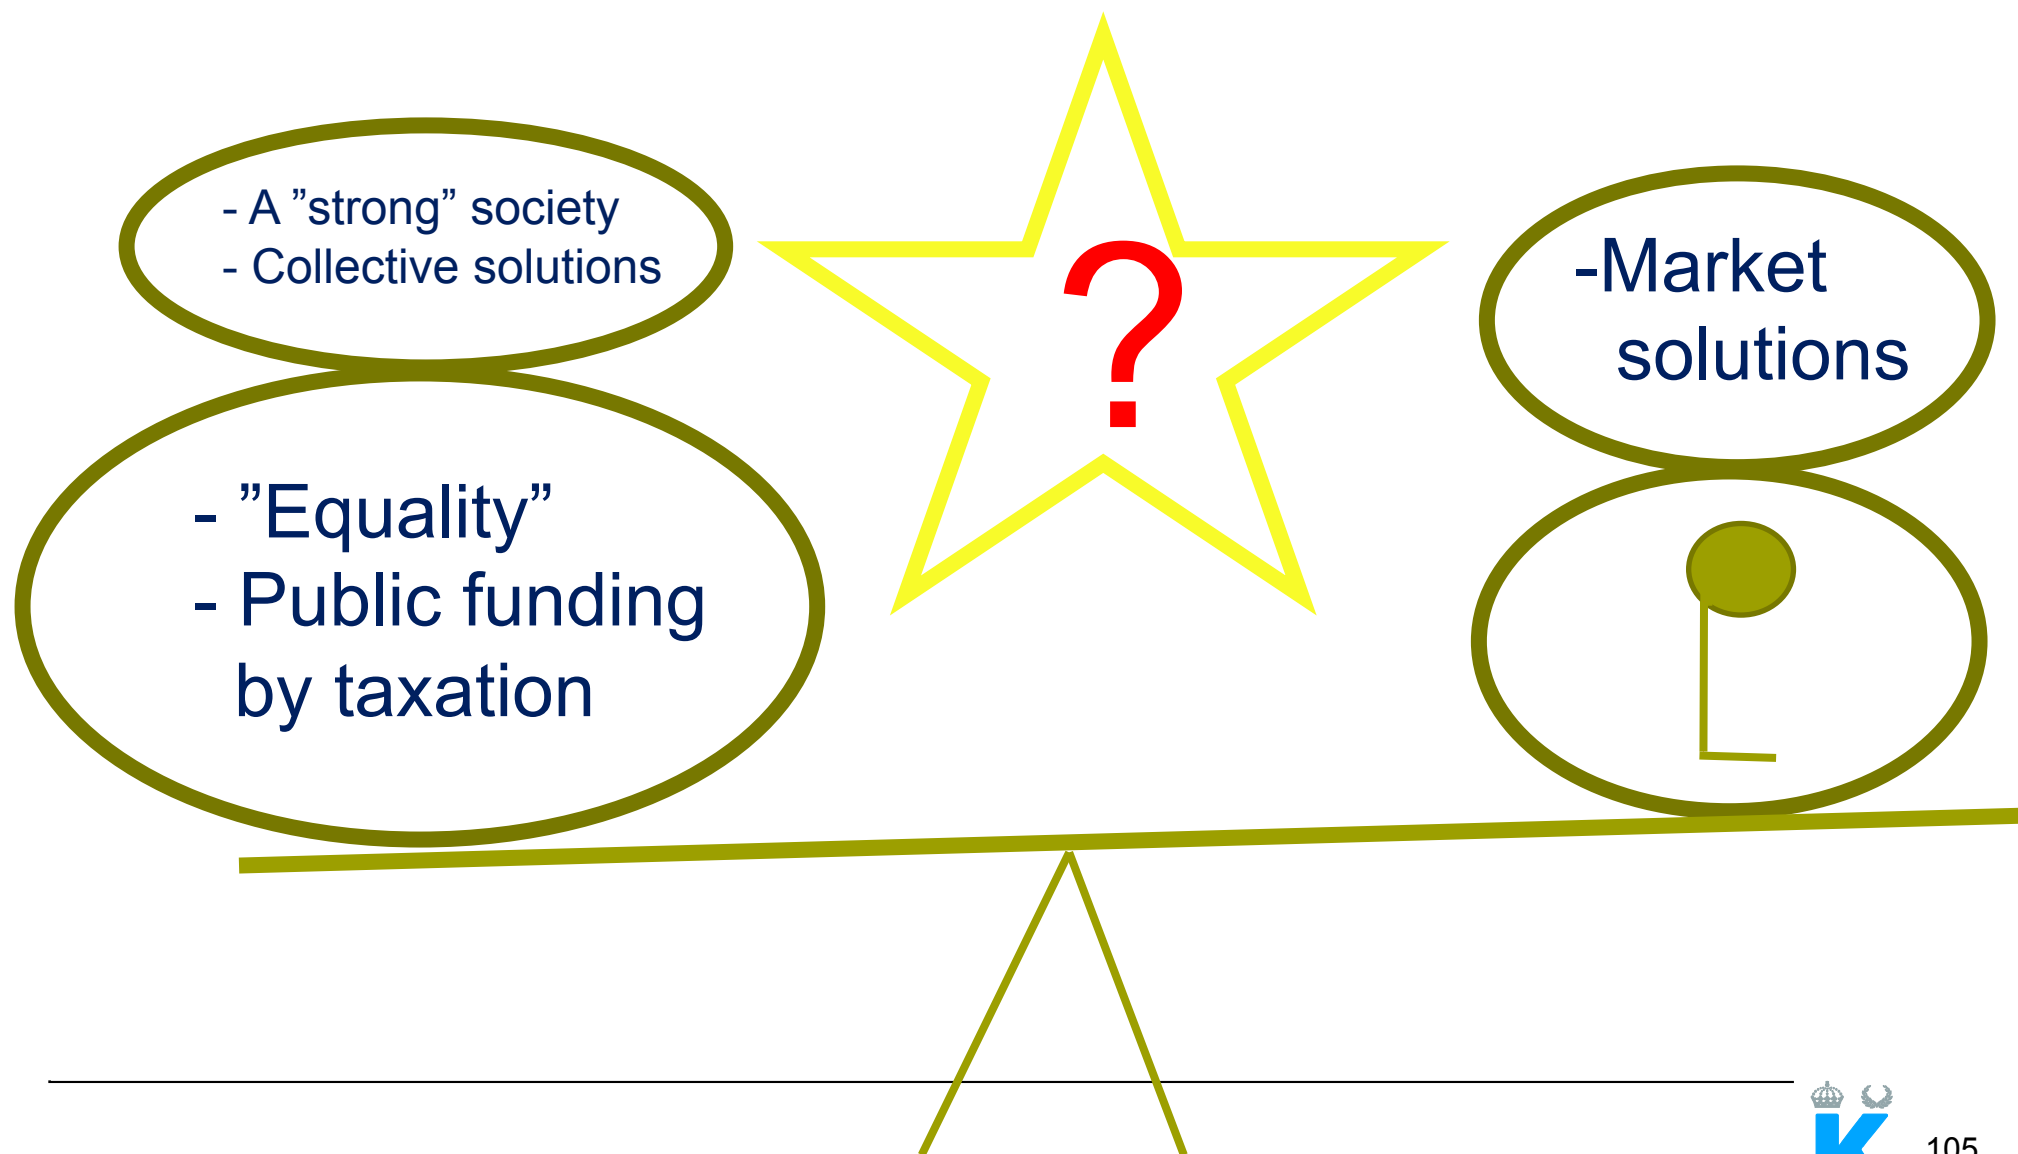 - A ”strong” society
- Collective solutions
- ”Equality”
- Public funding
by taxation
?
-Market
solutions
K
105